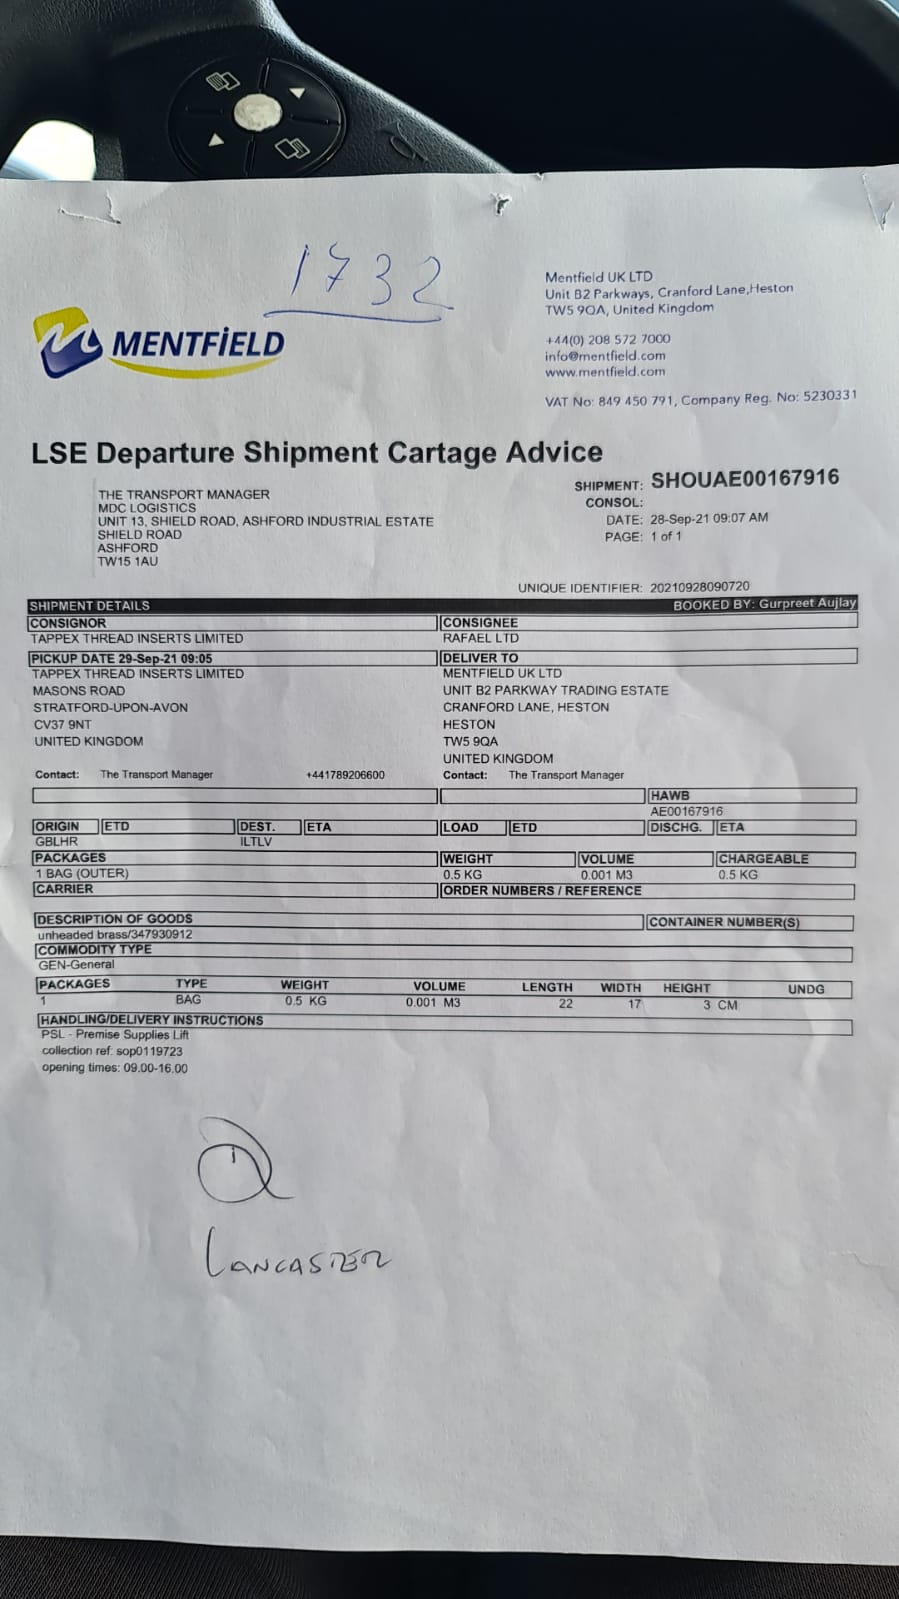 1732
MENTFİELD
Mentfield UK LTD
Unit B2 Parkways, Cranford Lane,Heston
TW5 9QA, United Kingdom
+44(0) 208 572 7000
info@mentfield.com
www.mentfield.com
VAT No: 849 450 791, Company Reg. No: 5230331
LSE Departure Shipment Cartage Advice
THE TRANSPORT MANAGER
MDC LOGISTICS
UNIT 13, SHIELD ROAD, ASHFORD INDUSTRIAL ESTATE
SHIELD ROAD
ASHFORD
TW15 1AU
SHIPMENT: SHOUAE00167916
CONSOL:
DATE: 28-Sep-21 09:07 AM
PAGE: 1 of 1
UNIQUE IDENTIFIER: 20210928090720
SHIPMENT DETAILS BOOKED BY: Gurpreet Aujlay
CONSIGNOR CONSIGNEE
TAPPEX THREAD INSERTS LIMITED RAFAEL LTD
PICKUP DATE 29-Sep-21 09:05 DELIVER TO
TAPPEX THREAD INSERTS LIMITED MENTFIELD UK LTD
MASONS ROAD UNIT B2 PARKWAY TRADING ESTATE
STRATFORD-UPON-AVON CRANFORD LANE, HESTON
CV37 9NT HESTON
UNITED KINGDOM TW5 9QA
UNITED KINGDOM
Contact: The Transport Manager +441789206600 Contact: The Transport Manager
HAWB
AE00167916
ORIGIN ETD DEST. ETA LOAD ETD DISCHG. ETA
GBLHR ILTLV
PACKAGES WEIGHT VOLUME CHARGEABLE
1 BAG (OUTER) 0.5 KG 0.001 M3 0.5 KG
CARRIER ORDER NUMBERS / REFERENCE
DESCRIPTION OF GOODS CONTAINER NUMBER(S)
unheaded brass/347930912
COMMODITY TYPE
GEN-General
PACKAGES TYPE WEIGHT VOLUME LENGTH WIDTH HEIGHT UNDG
1 BAG 0.5 KG 0.001 M3 22 17 3 CM
HANDLING/DELIVERY INSTRUCTIONS
PSL - Premise Supplies Lift
collection ref: sop0119723
opening times: 09.00-16.00
LANCASTER